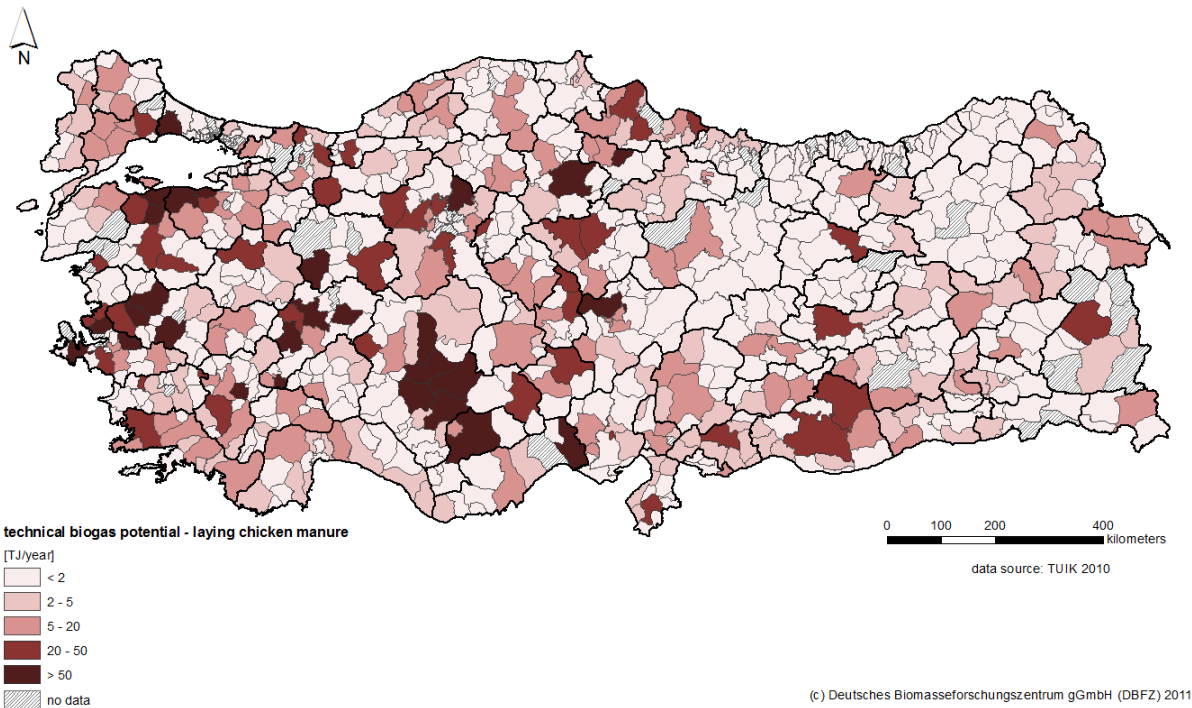 N
technical biogas potential - laying chicken manure
[TJ/year]
< 2
2 - 5
5 - 20
20 - 50
> 50
no data
0 100 200 400
kilometers
data source: TUIK 2010
(c) Deutsches Biomasseforschungszentrum gGmbH (DBFZ) 2011